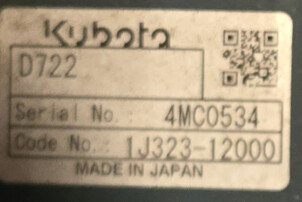 Kubota
D722
Serial No.: 4MC0534
Code No.: 1J323-12000
MADE IN JAPAN